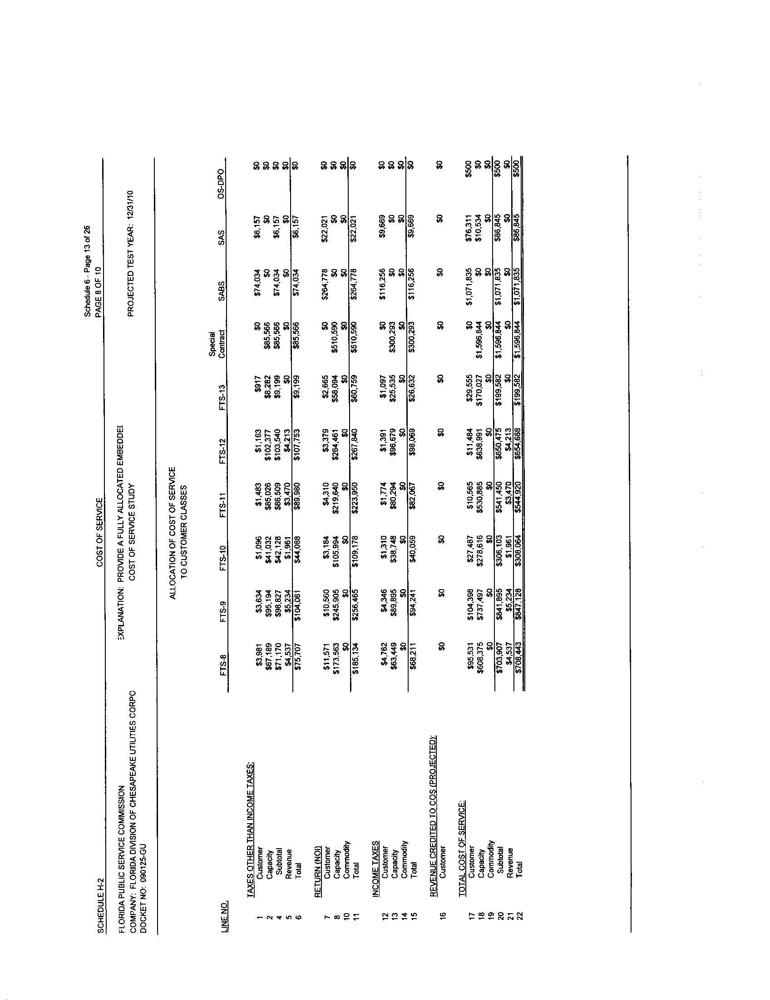 Schedule 6 - Page 13 of 26
SCHEDULE H-2 COST OF SERVICE PAGE 8 OF 10
FLORIDA PUBLIC SERVICE COMMISSION EXPLANATION: PROVIDE A FULLY ALLOCATED EMBEDDED PROJECTED TEST YEAR: 12/31/10
COMPANY: FLORIDA DIVISION OF CHESAPEAKE UTILITIES CORPO COST OF SERVICE STUDY
DOCKET NO: 090125-GU
ALLOCATION OF COST OF SERVICE
TO CUSTOMER CLASSES
Special
LINE NO. FTS-8 FTS-9 FTS-10 FTS-11 FTS-12 FTS-13 Contract SABS SAS OS-DPO
TAXES OTHER THAN INCOME TAXES:
1 Customer $3,981 $3,634 $1,096 $1,483 $1,163 $917 $0 $74,034 $6,157 $0
2 Capacity $67,189 $95,194 $41,032 $85,026 $102,377 $8,282 $85,566 $0 $0 $0
4 Subtotal $71,170 $98,827 $42,128 $86,509 $103,540 $9,199 $85,566 $74,034 $6,157 $0
5 Revenue $4,537 $5,234 $1,961 $3,470 $4,213 $0 $0 $0 $0 $0
6 Total $75,707 $104,061 $44,088 $89,980 $107,753 $9,199 $85,566 $74,034 $6,157 $0
RETURN (NOI)
7 Customer $11,571 $10,560 $3,184 $4,310 $3,379 $2,665 $0 $264,778 $22,021 $0
8 Capacity $173,563 $245,905 $105,994 $219,640 $264,461 $58,094 $510,590 $0 $0 $0
10 Commodity $0 $0 $0 $0 $0 $0 $0 $0 $0 $0
11 Total $185,134 $256,465 $109,178 $223,950 $267,840 $60,759 $510,590 $264,778 $22,021 $0
INCOME TAXES
12 Customer $4,762 $4,346 $1,310 $1,774 $1,391 $1,097 $0 $116,256 $9,669 $0
13 Capacity $63,449 $89,895 $38,748 $80,294 $96,679 $25,535 $300,293 $0 $0 $0
14 Commodity $0 $0 $0 $0 $0 $0 $0 $0 $0 $0
15 Total $68,211 $94,241 $40,059 $82,067 $98,069 $26,632 $300,293 $116,256 $9,669 $0
REVENUE CREDITED TO COS (PROJECTED):
16 Customer $0 $0 $0 $0 $0 $0 $0 $0 $0 $0
TOTAL COST OF SERVICE:
17 Customer $95,531 $104,398 $27,487 $10,565 $11,484 $29,555 $0 $1,071,835 $76,311 $500
18 Capacity $608,375 $737,497 $278,616 $530,885 $638,991 $170,027 $1,596,844 $0 $10,534 $0
19 Commodity $0 $0 $0 $0 $0 $0 $0 $0 $0 $0
20 Subtotal $703,907 $841,895 $306,103 $541,450 $650,475 $199,582 $1,596,844 $1,071,835 $86,845 $500
21 Revenue $4,537 $5,234 $1,961 $3,470 $4,213 $0 $0 $0 $0 $0
22 Total $708,443 $847,128 $308,064 $544,920 $654,688 $199,582 $1,596,844 $1,071,835 $86,845 $500